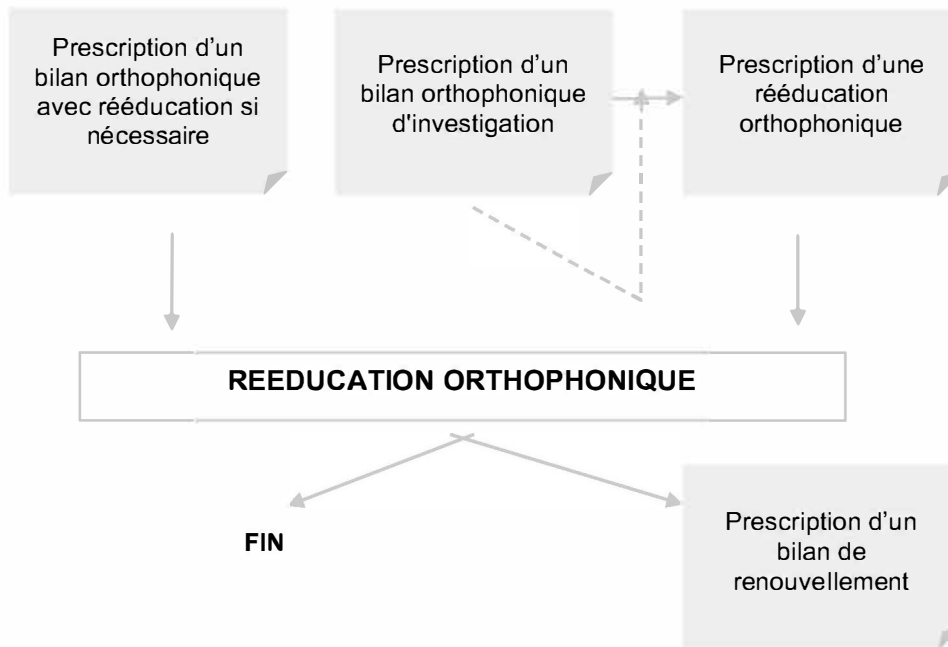 Prescription d’un
bilan orthophonique
avec rééducation si
nécessaire
Prescription d’un
bilan orthophonique
d'investigation
Prescription d’une
rééducation
orthophonique
REEDUCATION ORTHOPHONIQUE
FIN
Prescription d’un
bilan de
renouvellement